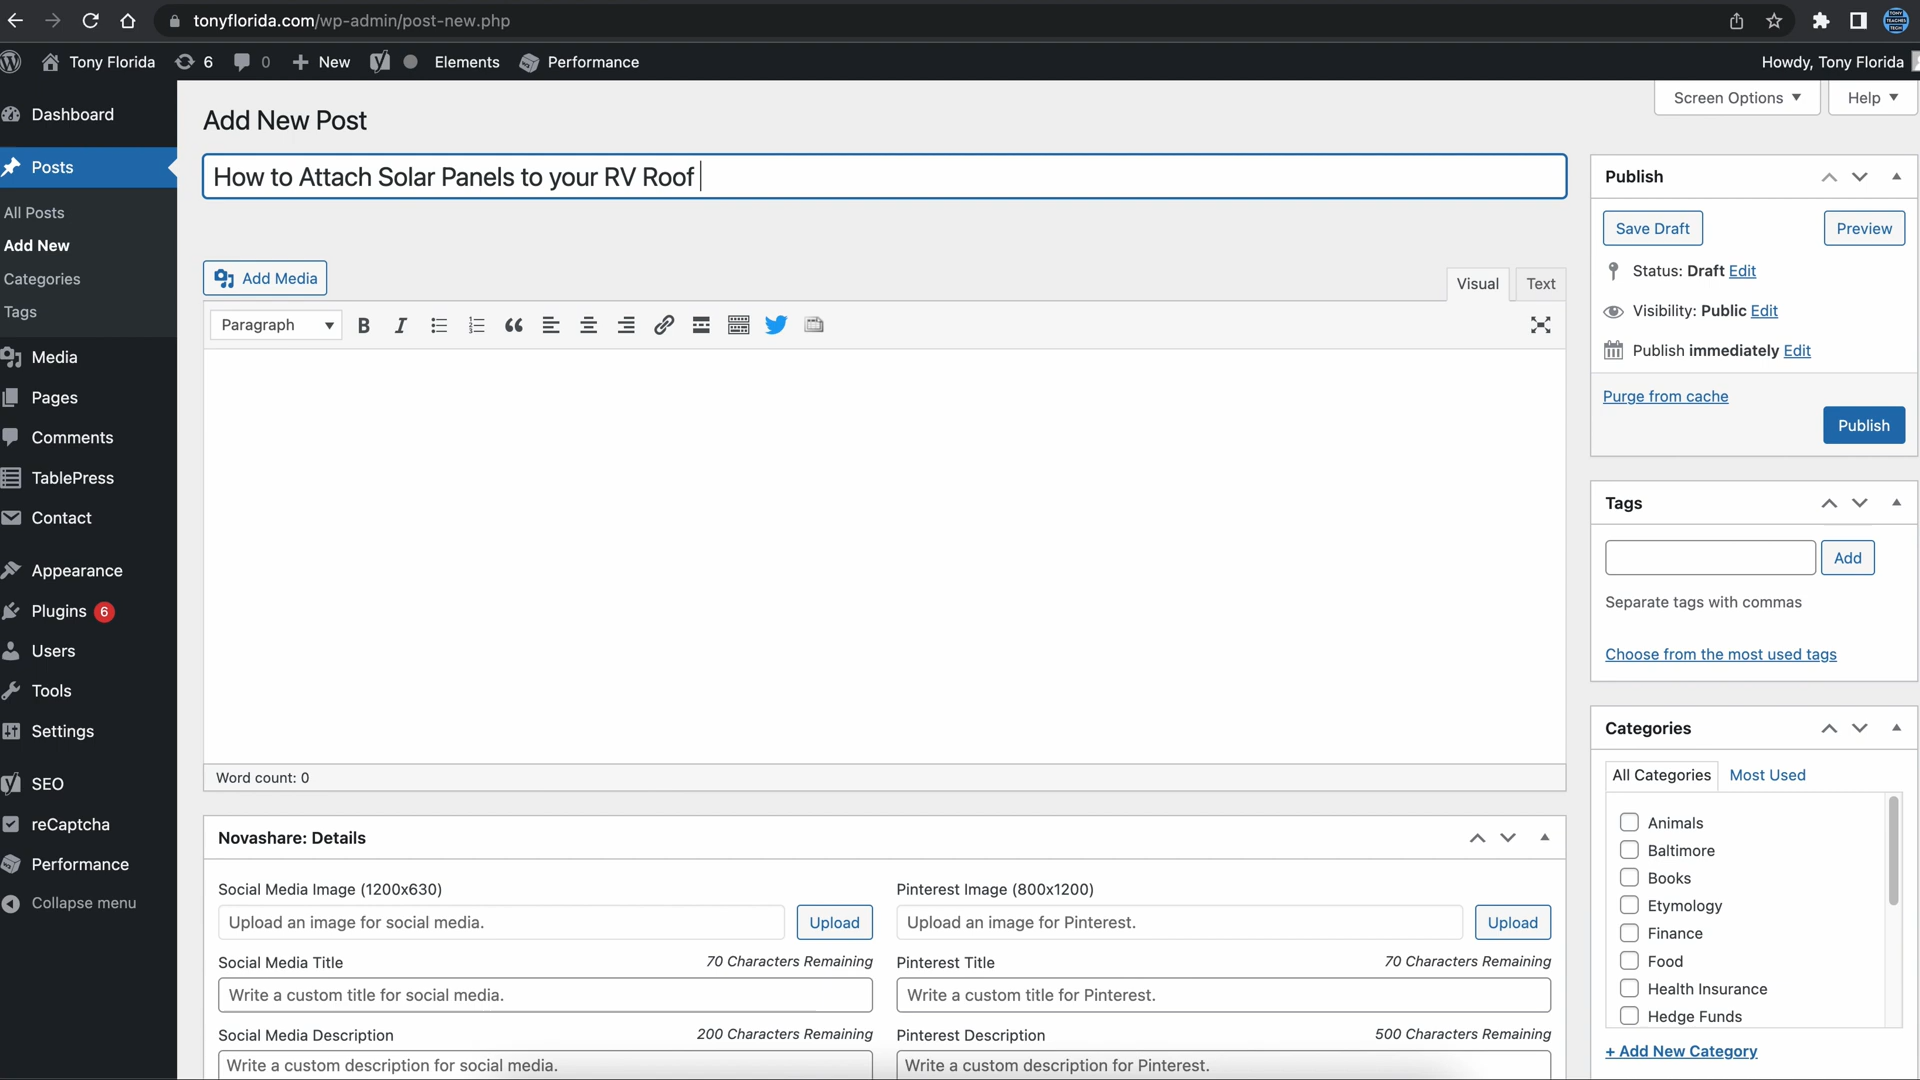 tonyflorida.com/wp-admin/post-new.php
Tony Florida 6 0 New Elements Performance Howdy, Tony Florida
Screen Options Help
Dashboard
Posts
All Posts
Add New
Categories
Tags
Media
Pages
Comments
TablePress
Contact
Appearance
Plugins 6
Users
Tools
Settings
SEO
reCaptcha
Performance
Collapse menu
Add New Post
How to Attach Solar Panels to your RV Roof
Add Media
Visual Text
Paragraph B I
Word count: 0
Novashare: Details
Social Media Image (1200x630)
Upload an image for social media. Upload
Social Media Title 70 Characters Remaining
Write a custom title for social media.
Social Media Description 200 Characters Remaining
Write a custom description for social media.
Pinterest Image (800x1200)
Upload an image for Pinterest. Upload
Pinterest Title 70 Characters Remaining
Write a custom title for Pinterest.
Pinterest Description 500 Characters Remaining
Write a custom description for Pinterest.
Publish
Save Draft Preview
Status: Draft Edit
Visibility: Public Edit
Publish immediately Edit
Purge from cache
Publish
Tags
Add
Separate tags with commas
Choose from the most used tags
Categories
All Categories Most Used
Animals
Baltimore
Books
Etymology
Finance
Food
Health Insurance
Hedge Funds
+ Add New Category